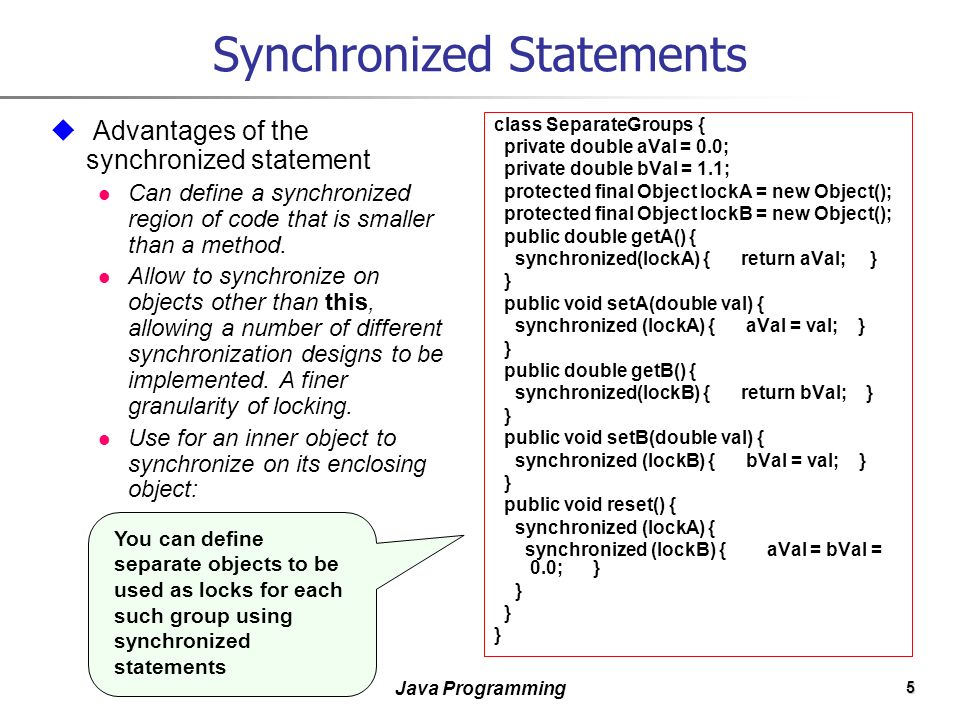 Synchronized Statements
Advantages of the
synchronized statement
Can define a synchronized
region of code that is smaller
than a method.
Allow to synchronize on
objects other than this,
allowing a number of different
synchronization designs to be
implemented. A finer
granularity of locking.
Use for an inner object to
synchronize on its enclosing
object:
You can define
separate objects to be
used as locks for each
such group using
synchronized
statements
class SeparateGroups {
private double aVal = 0.0;
private double bVal = 1.1;
protected final Object lockA = new Object();
protected final Object lockB = new Object();
public double getA() {
synchronized(lockA) { return aVal; }
}
public void setA(double val) {
synchronized (lockA) { aVal = val; }
}
public double getB() {
synchronized(lockB) { return bVal; }
}
public void setB(double val) {
synchronized (lockB) { bVal = val; }
}
public void reset() {
synchronized (lockA) {
synchronized (lockB) { aVal = bVal =
0.0; }
}
}
}
Java Programming
5